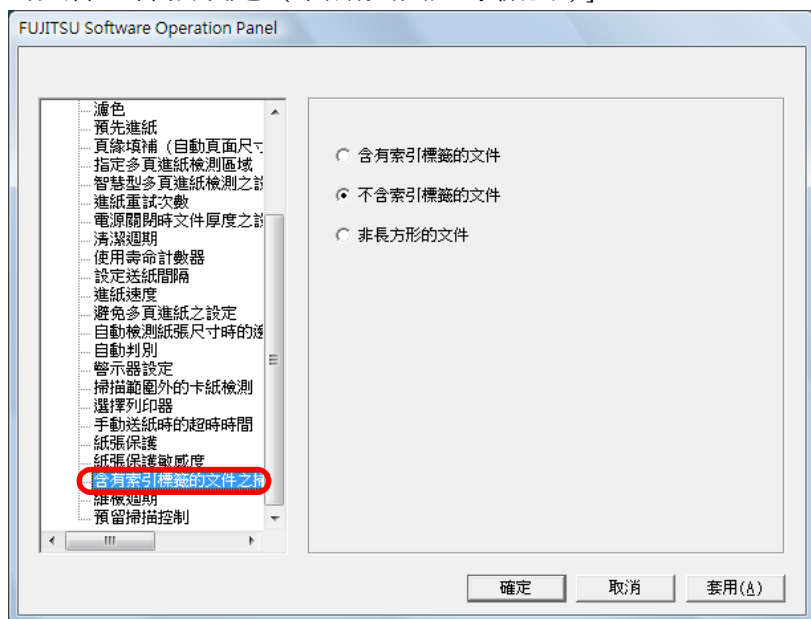 FUJITSU Software Operation Panel
濾色
預先進紙
頁緣填補（自動頁面尺寸
指定多頁進紙檢測區域
智慧型多頁進紙檢測之設
進紙重試次數
電源關閉時文件厚度之設
清潔週期
使用壽命計數器
設定送紙間隔
進紙速度
避免多頁進紙之設定
自動檢測紙張尺寸時的邊
自動判別
警示器設定
掃描範圍外的卡紙檢測
選擇列印器
手動送紙時的超時時間
紙張保護
紙張保護敏感度
含有索引標籤的文件之掃
維檢週期
預留掃描控制
含有索引標籤的文件
不含索引標籤的文件
非長方形的文件
確定 取消 套用(A)